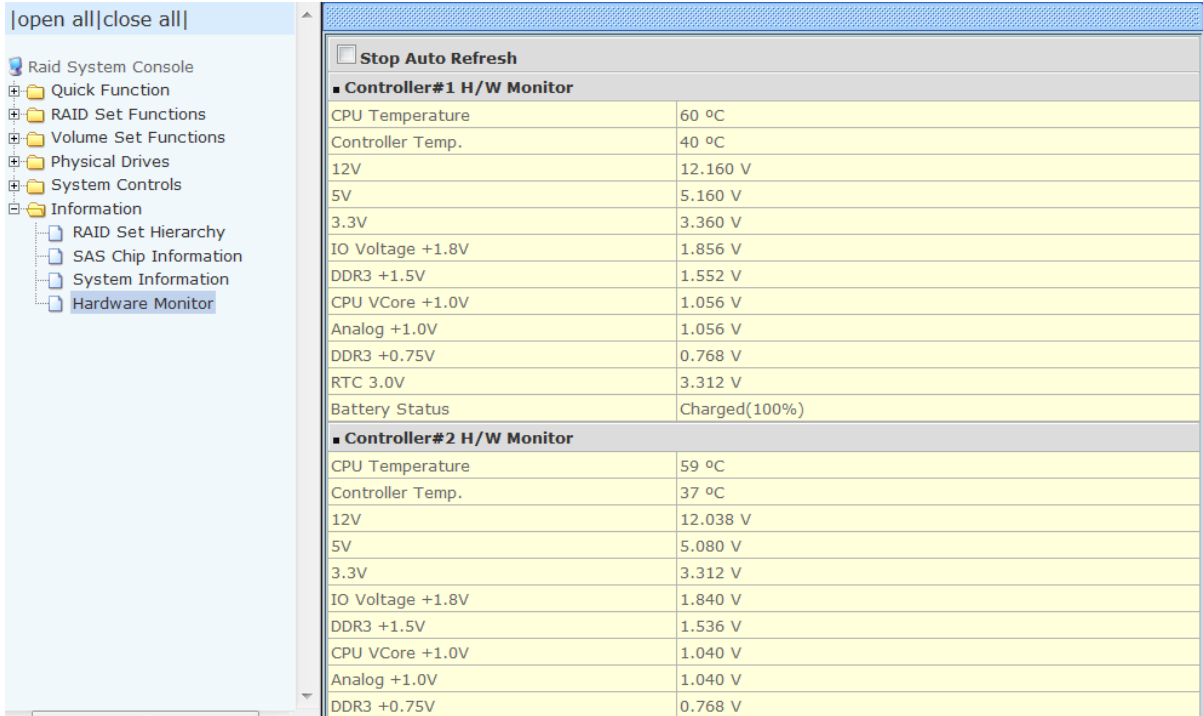 |open all|close all|
Raid System Console
Quick Function
RAID Set Functions
Volume Set Functions
Physical Drives
System Controls
Information
RAID Set Hierarchy
SAS Chip Information
System Information
Hardware Monitor
Stop Auto Refresh
Controller#1 H/W Monitor
CPU Temperature 60 ºC
Controller Temp. 40 ºC
12V 12.160 V
5V 5.160 V
3.3V 3.360 V
IO Voltage +1.8V 1.856 V
DDR3 +1.5V 1.552 V
CPU VCore +1.0V 1.056 V
Analog +1.0V 1.056 V
DDR3 +0.75V 0.768 V
RTC 3.0V 3.312 V
Battery Status Charged(100%)
Controller#2 H/W Monitor
CPU Temperature 59 ºC
Controller Temp. 37 ºC
12V 12.038 V
5V 5.080 V
3.3V 3.312 V
IO Voltage +1.8V 1.840 V
DDR3 +1.5V 1.536 V
CPU VCore +1.0V 1.040 V
Analog +1.0V 1.040 V
DDR3 +0.75V 0.768 V